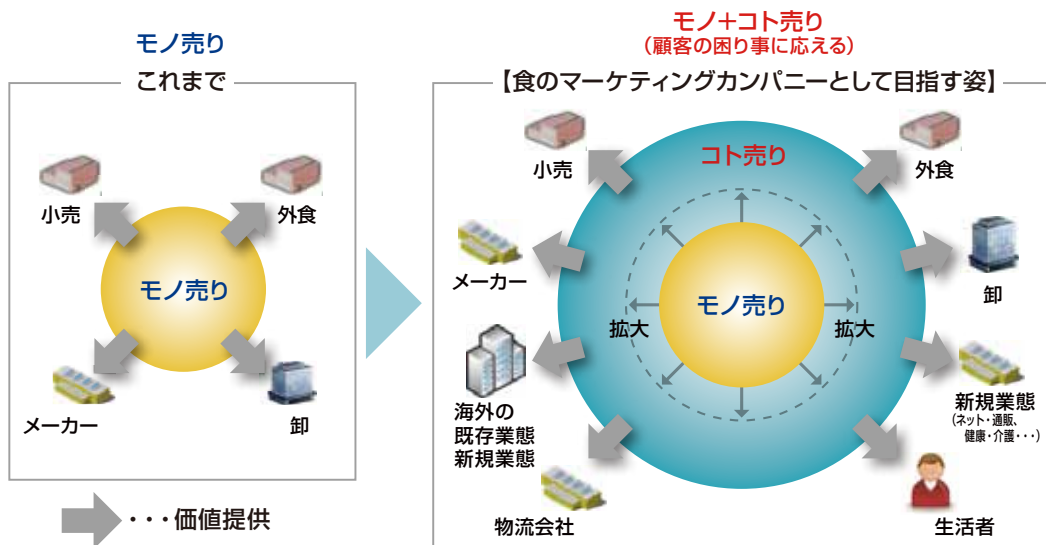 モノ売り
これまで
小売
外食
モノ売り
メーカー
卸
・・・価値提供
モノ+コト売り
(顧客の困り事に応える)
【食のマーケティングカンパニーとして目指す姿】
小売
コト売り
外食
メーカー
卸
モノ売り
拡大
拡大
海外の
既存業態
新規業態
新規業態
(ネット・通販、
健康・介護・・・)
物流会社
生活者